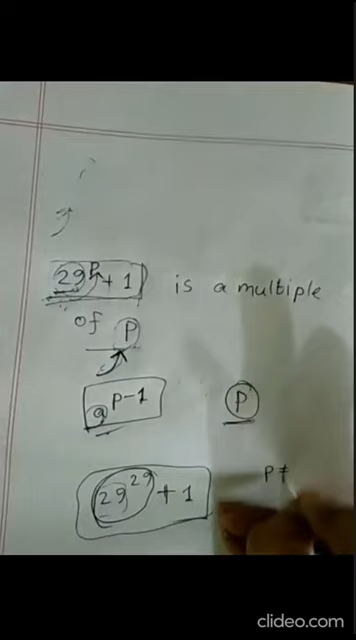 29^p + 1 is a multiple
of P
a^{p-1} P
29^{29} + 1 P ≠
clideo.com